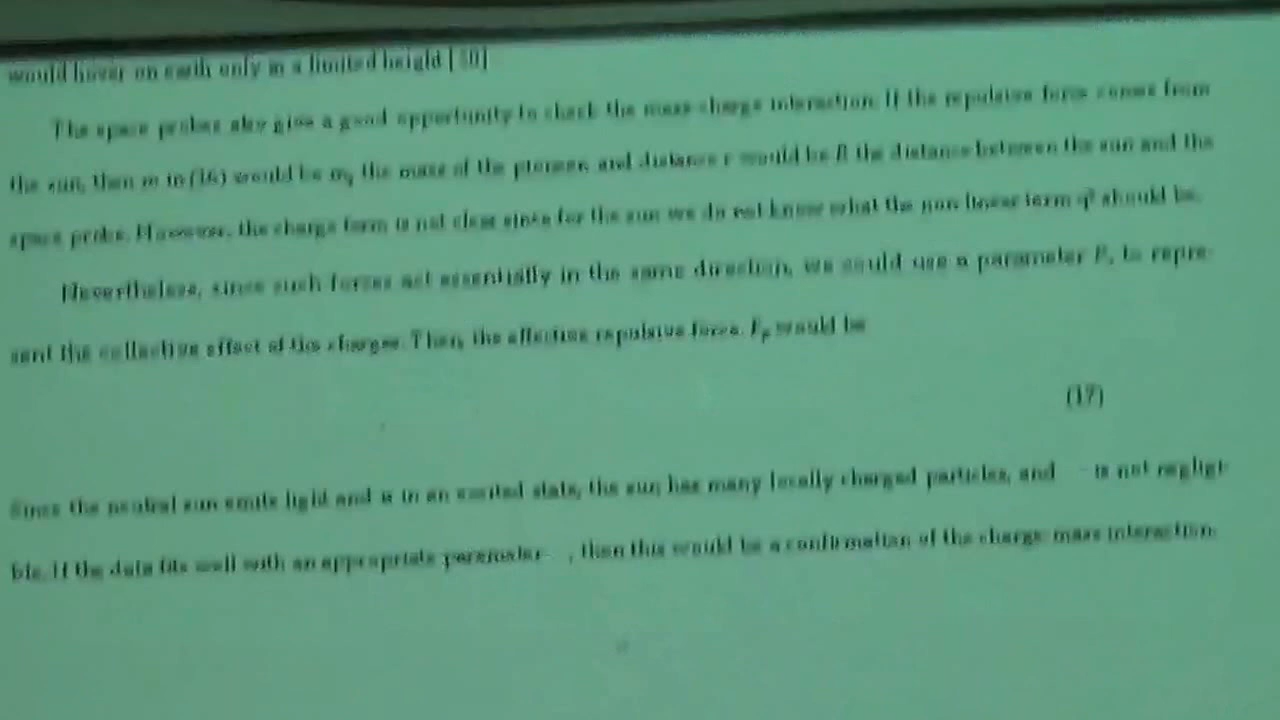 would hover on earth only in a limited height [30]
The space probes also give a good opportunity to check the mass-charge interaction. If the repulsive force comes from
the sun, then m in (16) would be the mass of the pioneer, and distance r would be R the distance between the sun and the
space probe. However, the charge term is not clear since for the sun we do not know what the non-linear term q² should be.
Nevertheless, since such forces act essentially in the same direction, we could use a parameter to repre-
sent the collective effect of the charges. Then, the effective repulsive force. would be
(17)
Since the neutral sun emits light and is in an excited state, the sun has many locally charged particles, and is not negligi-
ble. If the data fits well with an appropriate parameter , then this would be a confirmation of the charge-mass interaction.